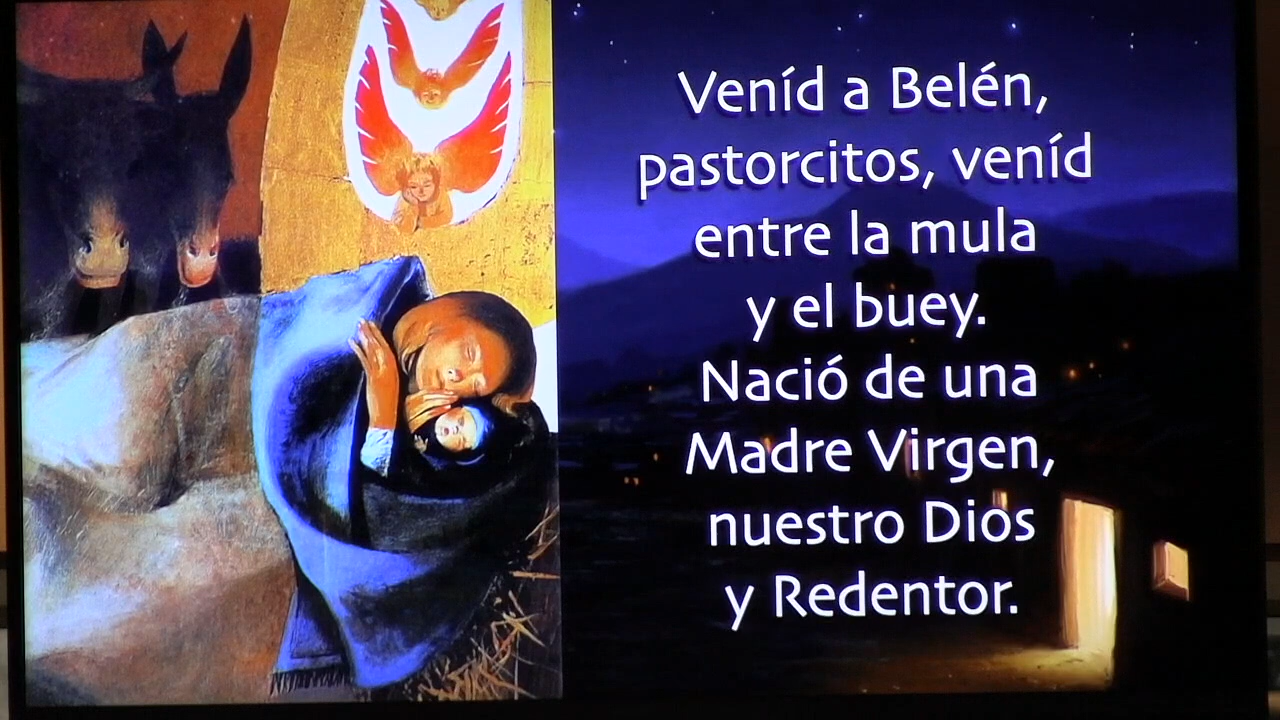 Veníd a Belén,
pastorcitos, veníd
entre la mula
y el buey.
Nació de una
Madre Virgen,
nuestro Dios
y Redentor.